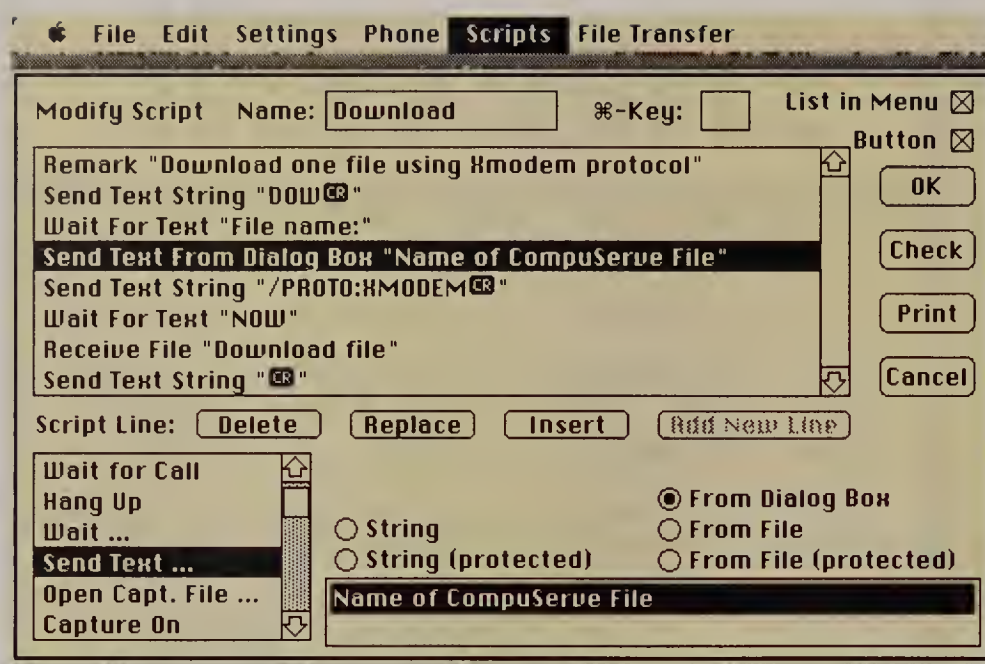 File Edit Settings Phone Scripts File Transfer
Modify Script Name: Download ⌘-Key: List in Menu
Button
Remark "Download one file using Xmodem protocol"
Send Text String "DOWCR"
Wait For Text "File name:"
Send Text From Dialog Box "Name of CompuServe File"
Send Text String "/PROTO:XMODEMCR"
Wait For Text "NOW"
Receive File "Download file"
Send Text String "CR"
OK
Check
Print
Cancel
Script Line: Delete Replace Insert Add New Line
Wait for Call
Hang Up
Wait ...
Send Text ...
Open Capt. File ...
Capture On
From Dialog Box
String From File
String (protected) From File (protected)
Name of CompuServe File